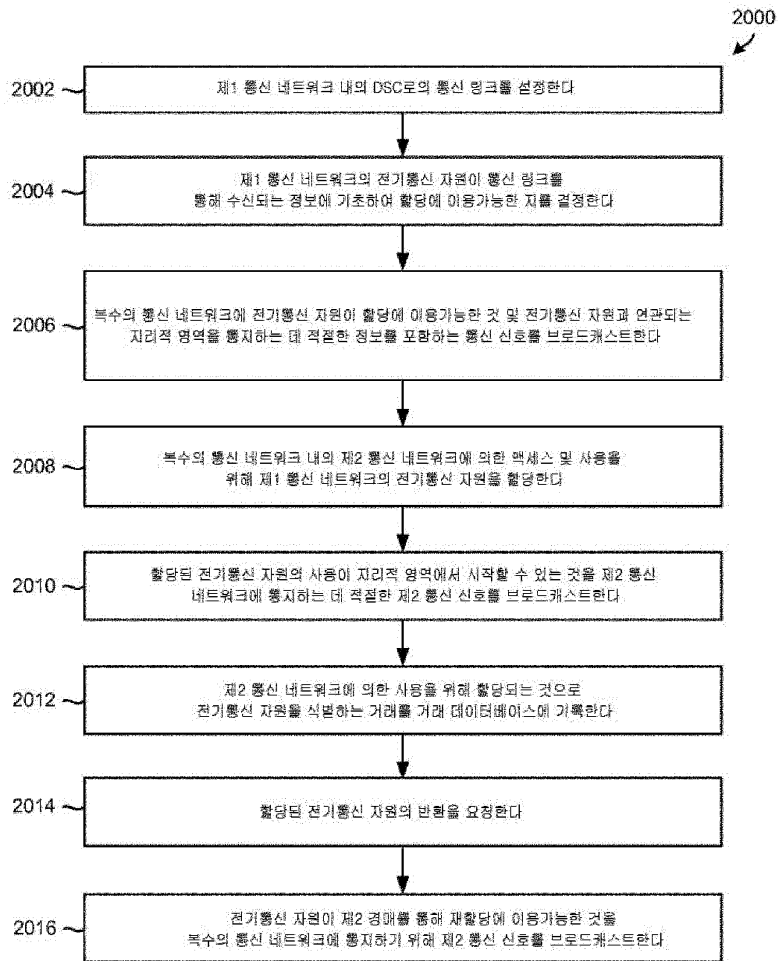 2000
2002
제1 통신 네트워크 내의 DSC로의 통신 링크를 설정한다
2004
제1 통신 네트워크의 전기통신 자원이 통신 링크를
통해 수신되는 정보에 기초하여 할당에 이용가능한 지를 결정한다
2006
복수의 통신 네트워크에 전기통신 자원이 할당에 이용가능한 것 및 전기통신 자원과 연관되는
지리적 영역을 통지하는 데 적절한 정보를 포함하는 통신 신호를 브로드캐스트한다
2008
복수의 통신 네트워크 내의 제2 통신 네트워크에 의한 액세스 및 사용을
위해 제1 통신 네트워크의 전기통신 자원을 할당한다
2010
할당된 전기통신 자원의 사용이 지리적 영역에서 시작할 수 있는 것을 제2 통신
네트워크에 통지하는 데 적절한 제2 통신 신호를 브로드캐스트한다
2012
제2 통신 네트워크에 의한 사용을 위해 할당되는 것으로
전기통신 자원을 식별하는 거래를 거래 데이터베이스에 기록한다
2014
할당된 전기통신 자원의 반환을 요청한다
2016
전기통신 자원이 제2 경매를 통해 재할당에 이용가능한 것을
복수의 통신 네트워크에 통지하기 위해 제2 통신 신호를 브로드캐스트한다